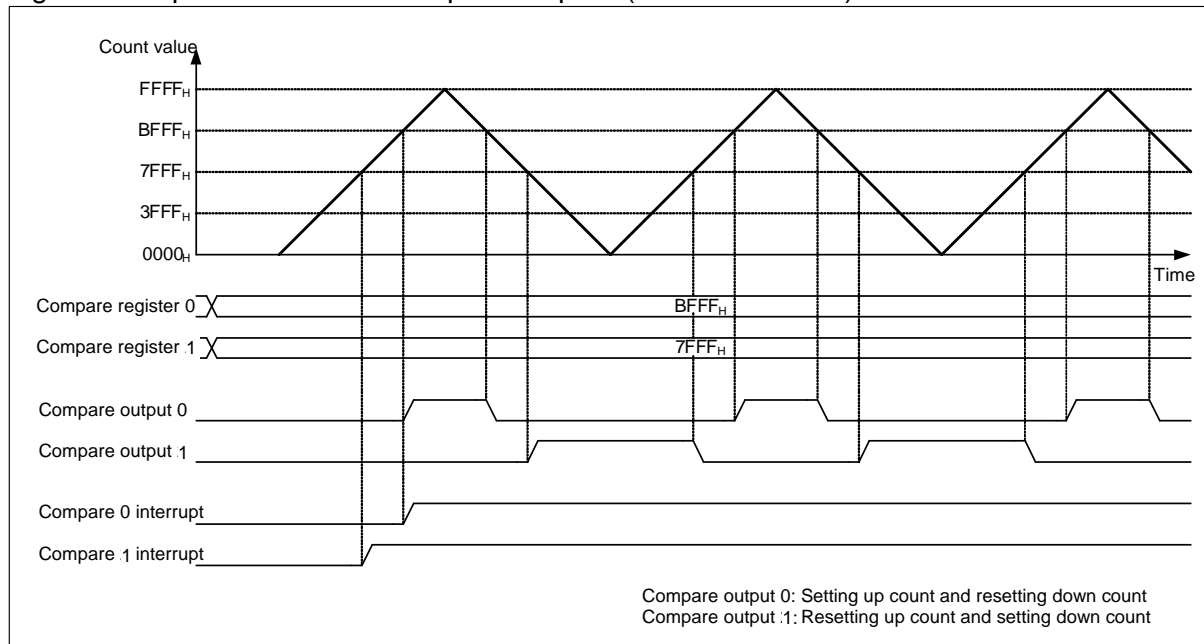 Count value
FFFFH
BFFFH
7FFFH
3FFFH
0000H
Time
Compare register 0
BFFFH
Compare register 1
7FFFH
Compare output 0
Compare output 1
Compare 0 interrupt
Compare 1 interrupt
Compare output 0: Setting up count and resetting down count
Compare output 1: Resetting up count and setting down count